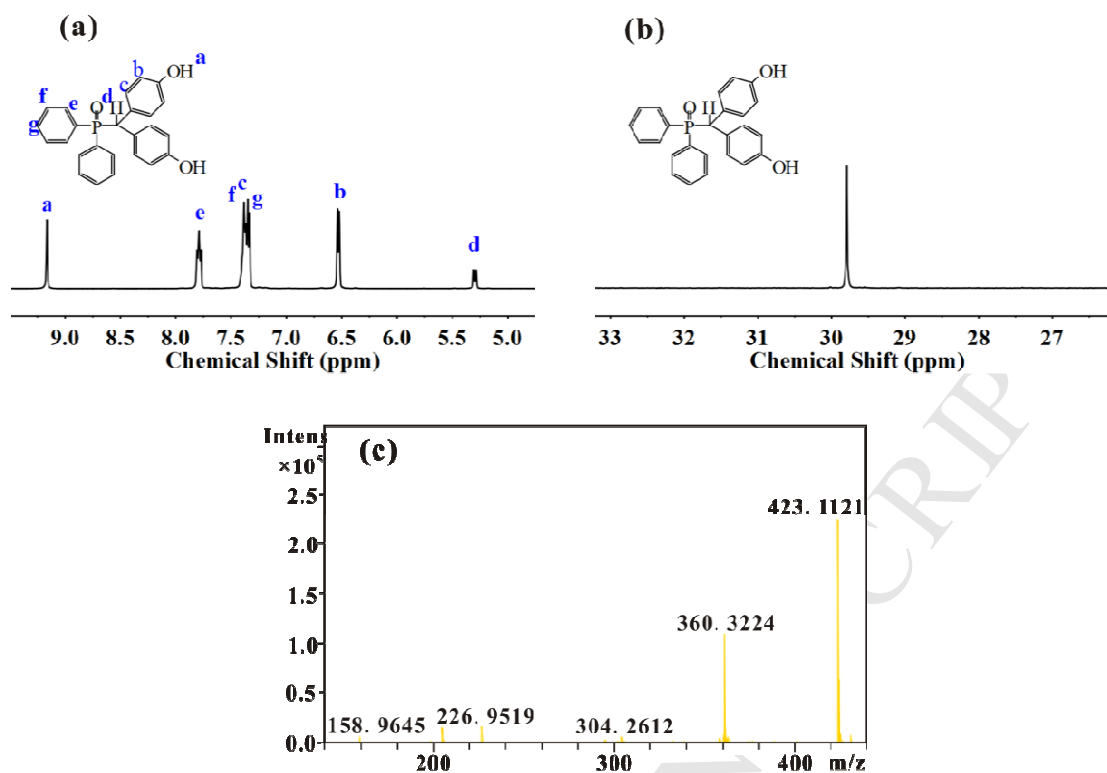 (a)
OH a
b
c
f e O d H
g P
OH
a
e
f c g
b
d
9.0 8.5 8.0 7.5 7.0 6.5 6.0 5.5 5.0
Chemical Shift (ppm)
(b)
OH
O H
P
OH
33 32 31 30 29 28 27
Chemical Shift (ppm)
Intens
×10⁵
(c)
2.5
2.0
1.5
1.0
0.5
0.0
423. 1121
360. 3224
158. 9645
226. 9519
304. 2612
200 300 400 m/z
CRIP